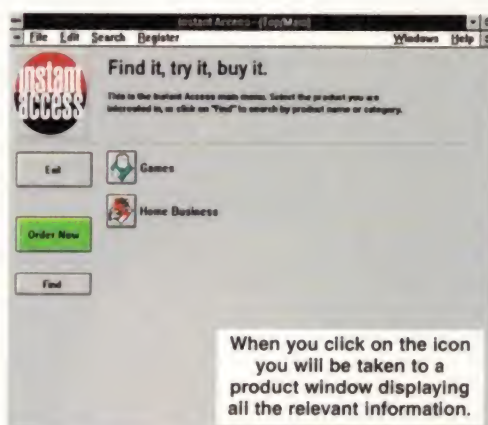 Instant Access - [Top/Main]
File Edit Search Register Windows Help
instant
access
Find it, try it, buy it.
This is the Instant Access main menu. Select the product you are
interested in, or click on "Find" to search by product name or category.
Exit
Games
Home Business
Order Now
Find
When you click on the icon
you will be taken to a
product window displaying
all the relevant information.